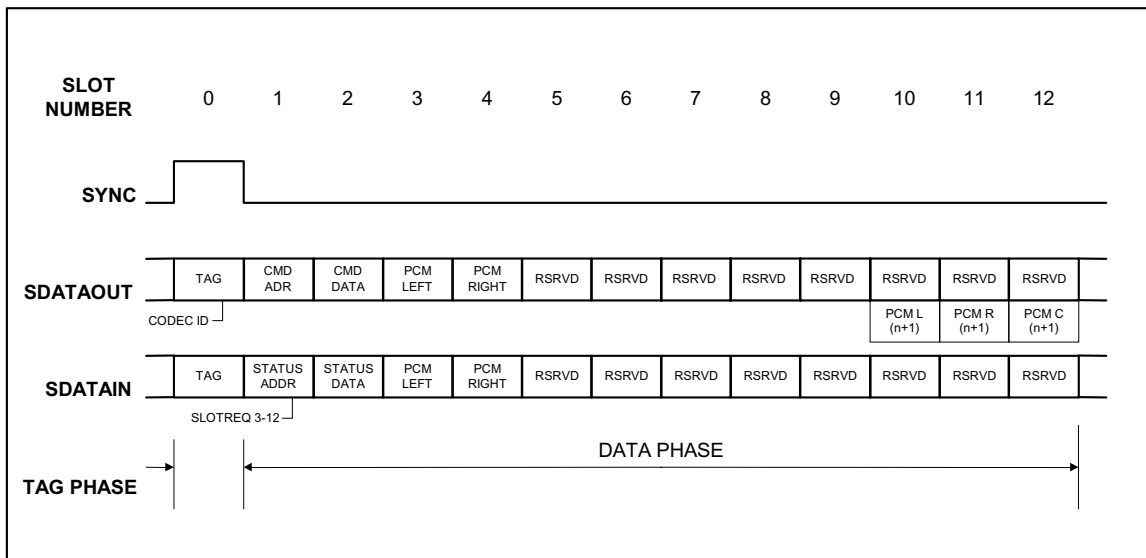 SLOT
NUMBER
0 1 2 3 4 5 6 7 8 9 10 11 12
SYNC
SDATAOUT
TAG CMD ADR CMD DATA PCM LEFT PCM RIGHT RSRVD RSRVD RSRVD RSRVD RSRVD RSRVD RSRVD RSRVD
CODEC ID
PCM L (n+1) PCM R (n+1) PCM C (n+1)
SDATAIN
TAG STATUS ADDR STATUS DATA PCM LEFT PCM RIGHT RSRVD RSRVD RSRVD RSRVD RSRVD RSRVD RSRVD RSRVD
SLOTREQ 3-12
DATA PHASE
TAG PHASE